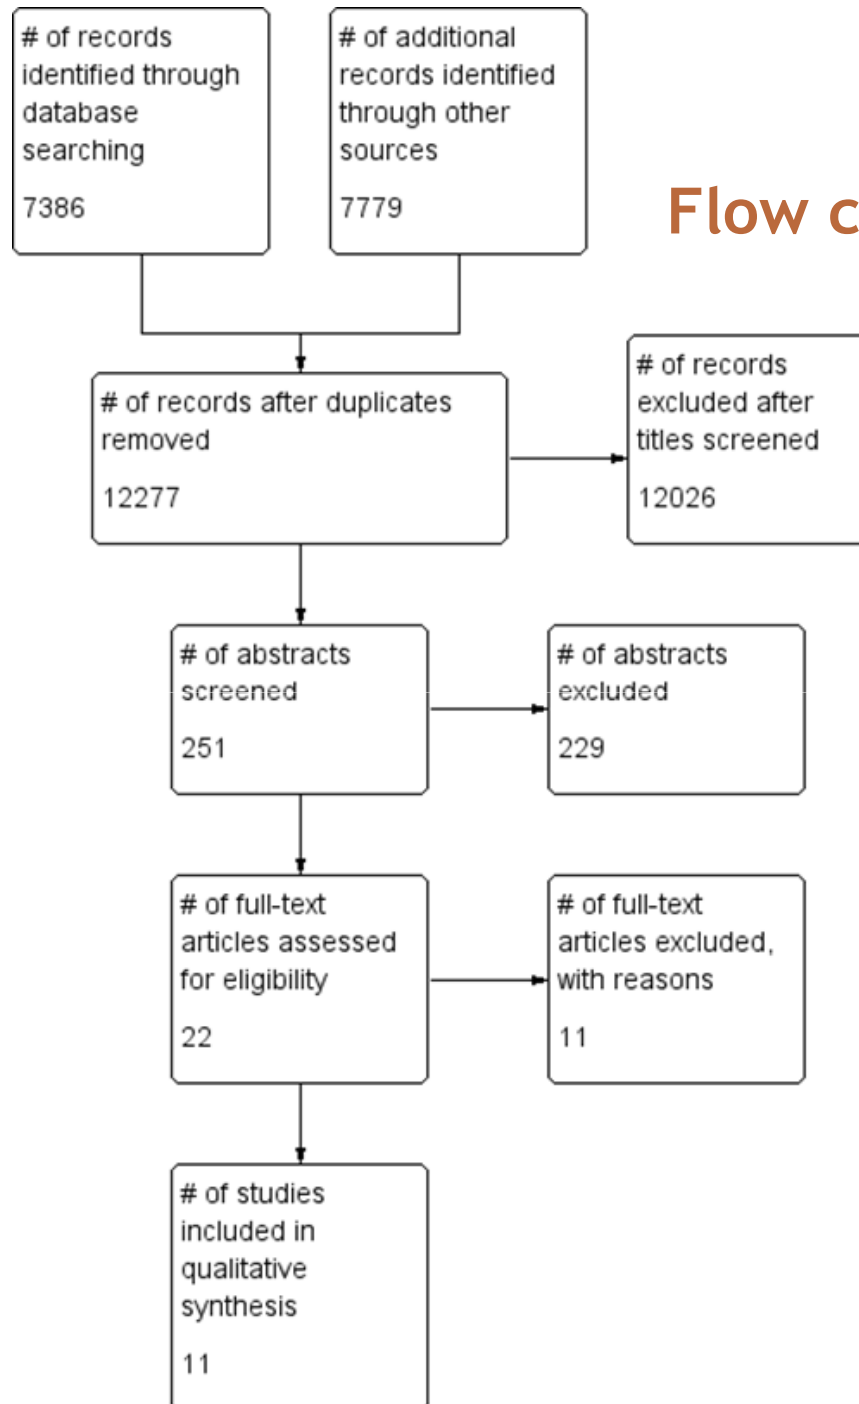 # of records
identified through
database
searching
7386
# of additional
records identified
through other
sources
7779
Flow c
# of records after duplicates
removed
12277
# of records
excluded after
titles screened
12026
# of abstracts
screened
251
# of abstracts
excluded
229
# of full-text
articles assessed
for eligibility
22
# of full-text
articles excluded,
with reasons
11
# of studies
included in
qualitative
synthesis
11